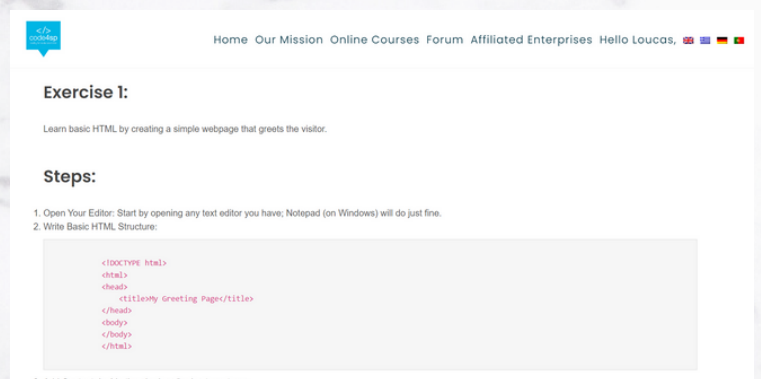 </>
code4sp
Home Our Mission Online Courses Forum Affiliated Enterprises Hello Loucas,
Exercise 1:
Learn basic HTML by creating a simple webpage that greets the visitor.
Steps:
1. Open Your Editor: Start by opening any text editor you have; Notepad (on Windows) will do just fine.
2. Write Basic HTML Structure:
<!DOCTYPE html>
<html>
<head>
<title>My Greeting Page</title>
</head>
<body>
</body>
</html>